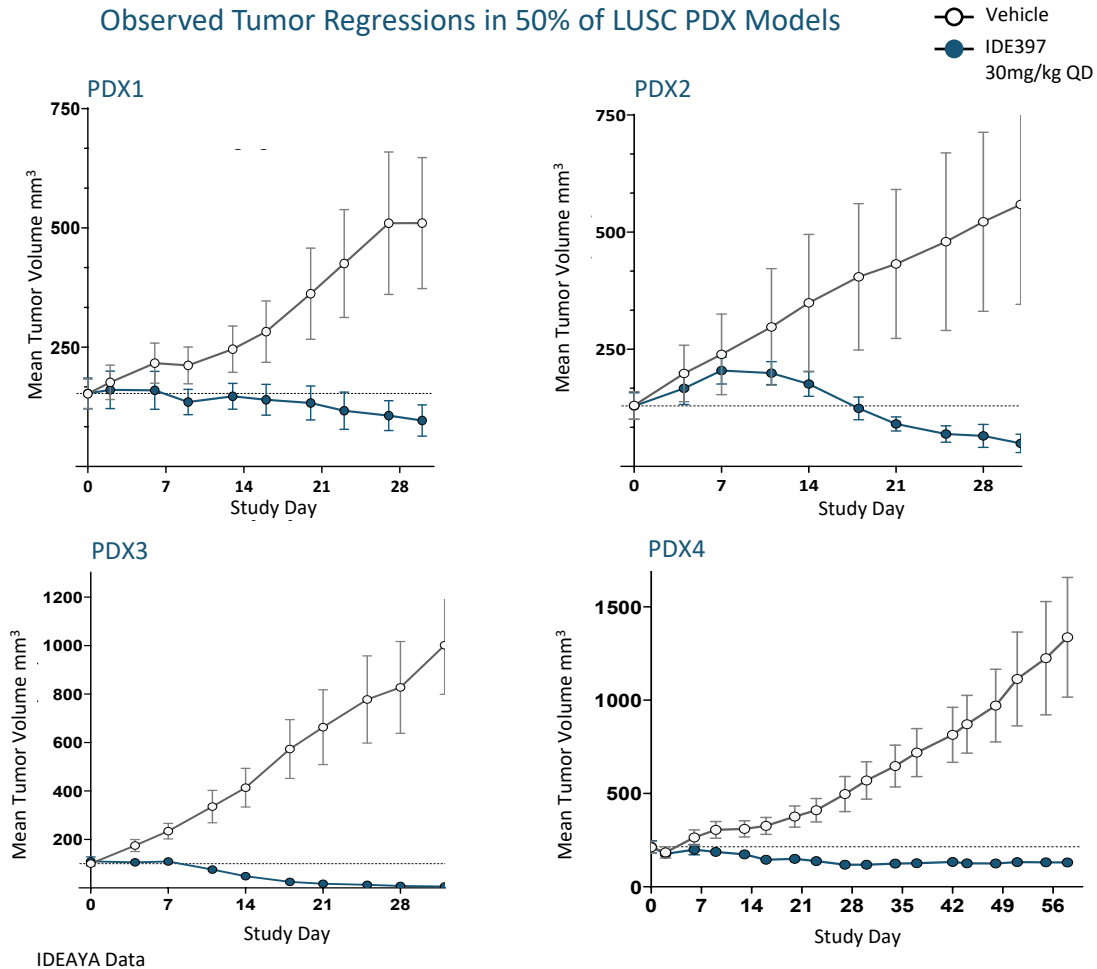 Observed Tumor Regressions in 50% of LUSC PDX Models
Vehicle
IDE397
30mg/kg QD
PDX1
Mean Tumor Volume mm³
750
500
250
0 7 14 21 28
Study Day
PDX2
Mean Tumor Volume mm³
750
500
250
0 7 14 21 28
Study Day
PDX3
Mean Tumor Volume mm³
1200
1000
800
600
400
200
0 7 14 21 28
Study Day
PDX4
Mean Tumor Volume mm³
1500
1000
500
0
0 7 14 21 28 35 42 49 56
Study Day
IDEAYA Data